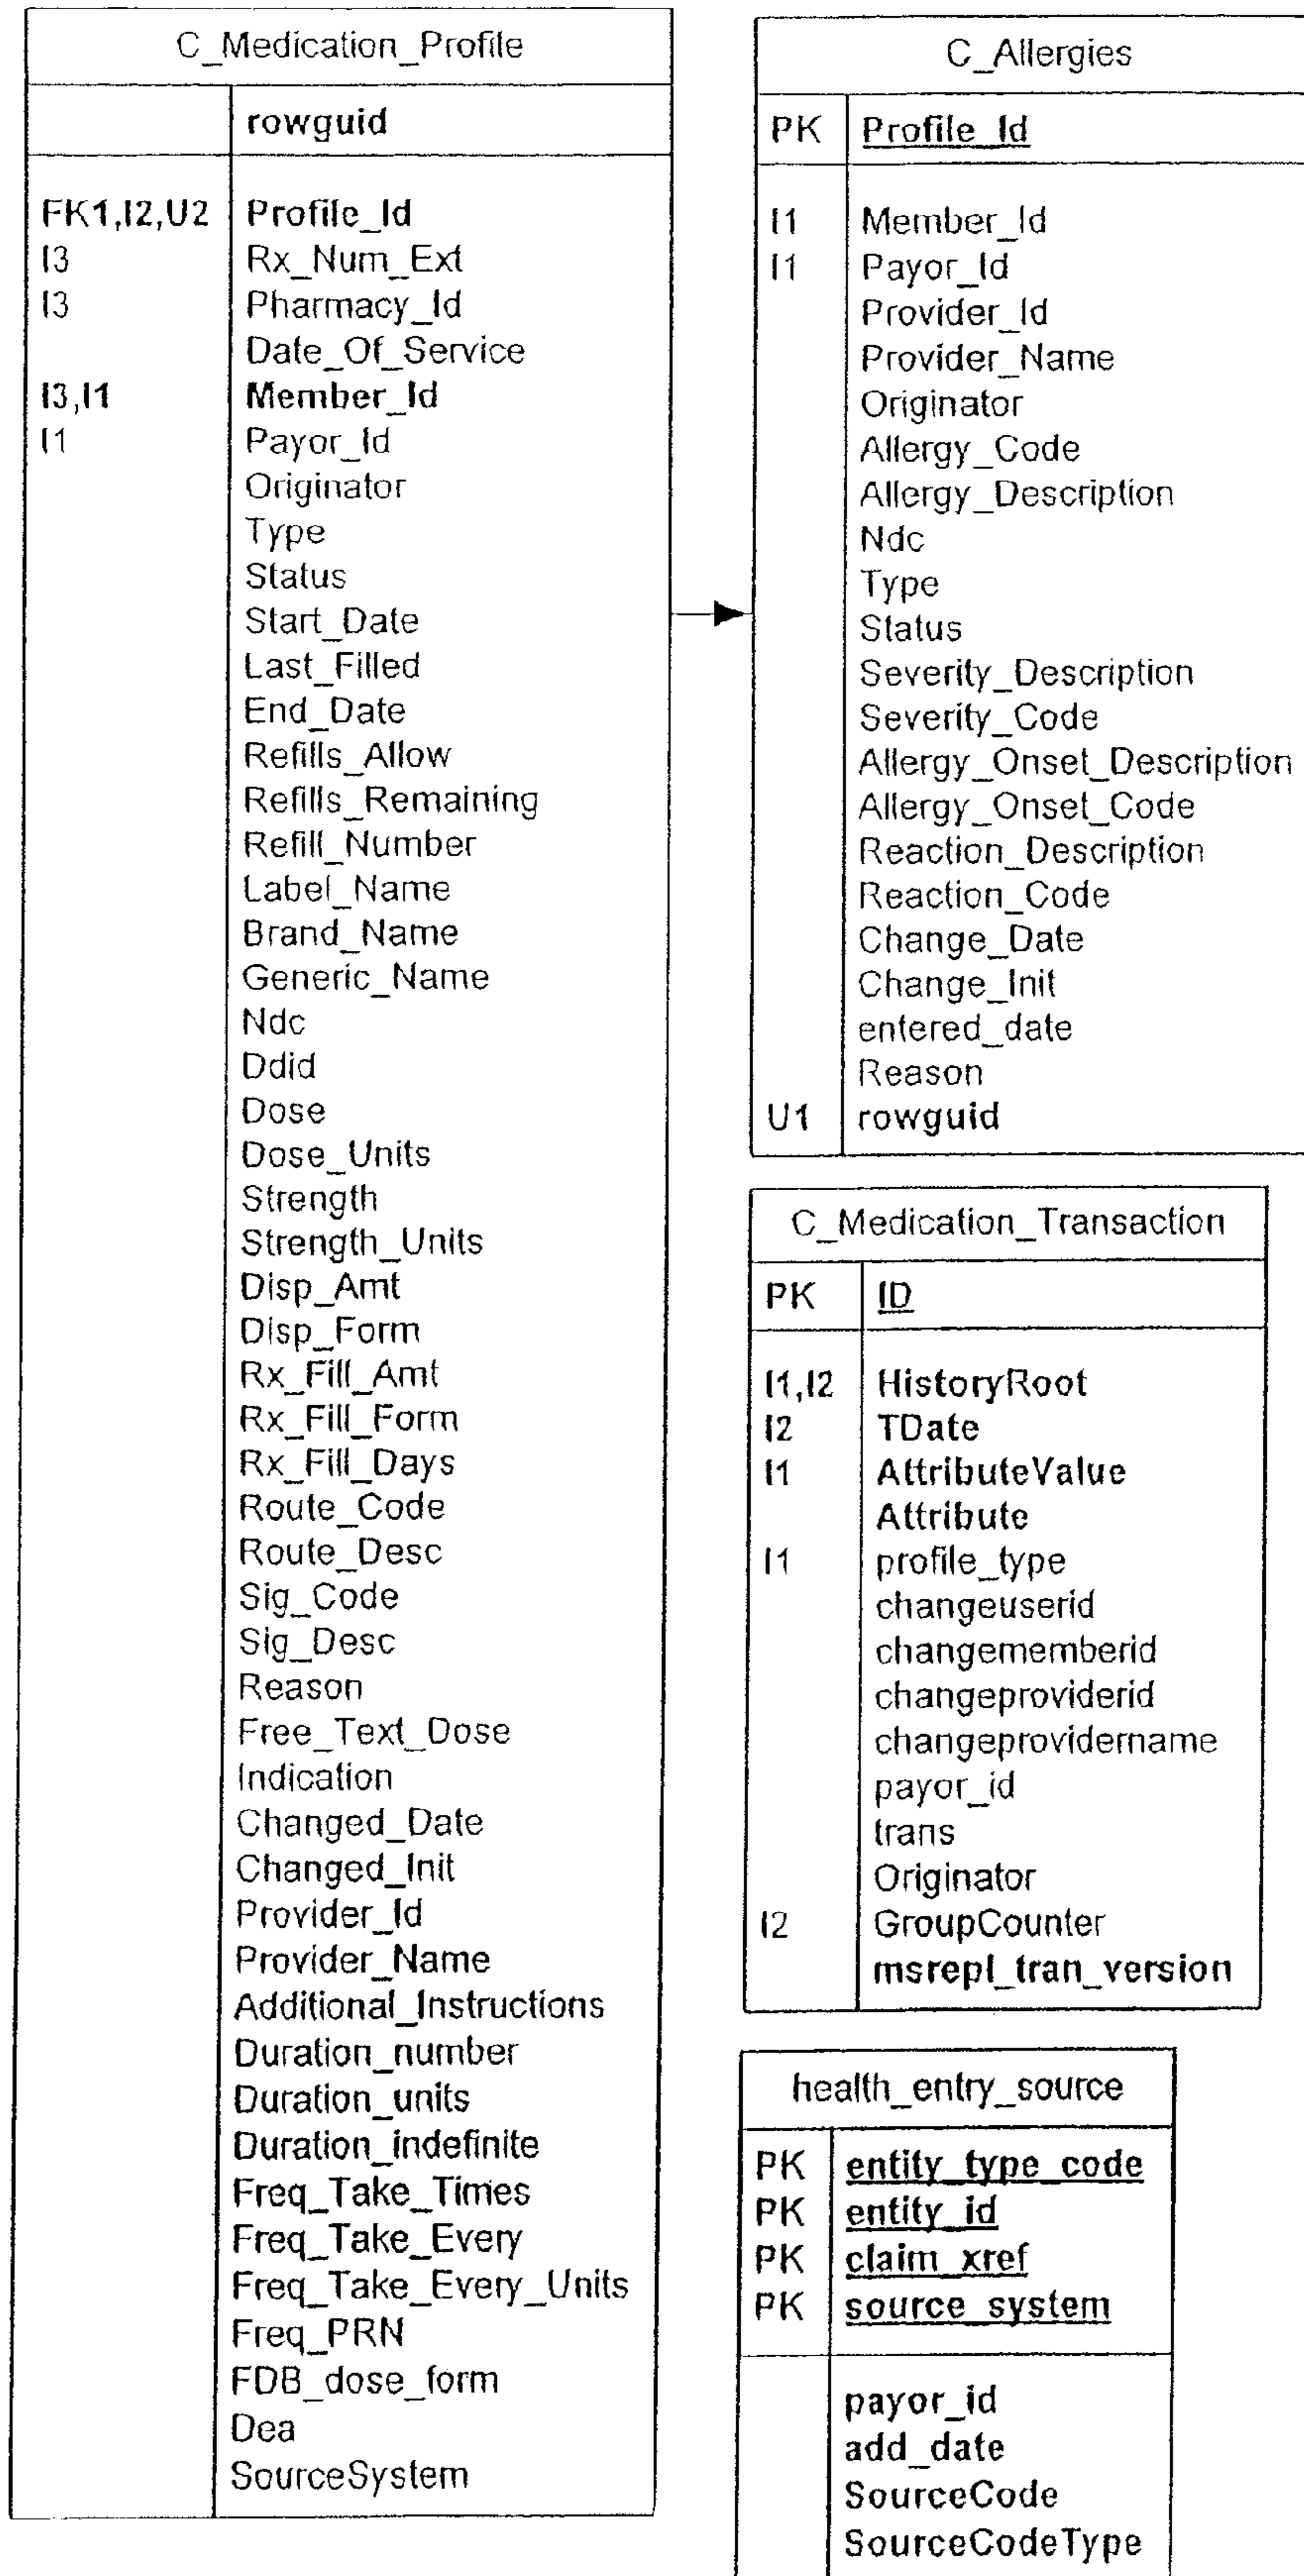 C_Medication_Profile
rowguid
FK1,I2,U2 Profile_Id
I3 Rx_Num_Ext
I3 Pharmacy_Id
Date_Of_Service
I3,I1 Member_Id
I1 Payor_Id
Originator
Type
Status
Start_Date
Last_Filled
End_Date
Refills_Allow
Refills_Remaining
Refill_Number
Label_Name
Brand_Name
Generic_Name
Ndc
Ddid
Dose
Dose_Units
Strength
Strength_Units
Disp_Amt
Disp_Form
Rx_Fill_Amt
Rx_Fill_Form
Rx_Fill_Days
Route_Code
Route_Desc
Sig_Code
Sig_Desc
Reason
Free_Text_Dose
Indication
Changed_Date
Changed_Init
Provider_Id
Provider_Name
Additional_Instructions
Duration_number
Duration_units
Duration_indefinite
Freq_Take_Times
Freq_Take_Every
Freq_Take_Every_Units
Freq_PRN
FDB_dose_form
Dea
SourceSystem
C_Allergies
PK Profile_Id
I1 Member_Id
I1 Payor_Id
Provider_Id
Provider_Name
Originator
Allergy_Code
Allergy_Description
Ndc
Type
Status
Severity_Description
Severity_Code
Allergy_Onset_Description
Allergy_Onset_Code
Reaction_Description
Reaction_Code
Change_Date
Change_Init
entered_date
Reason
U1 rowguid
C_Medication_Transaction
PK ID
I1,I2 HistoryRoot
I2 TDate
I1 AttributeValue
Attribute
I1 profile_type
changeuserid
changememberid
changeproviderid
changeprovidername
payor_id
trans
Originator
I2 GroupCounter
msrepl_tran_version
health_entry_source
PK entity_type_code
PK entity_id
PK claim_xref
PK source_system
payor_id
add_date
SourceCode
SourceCodeType